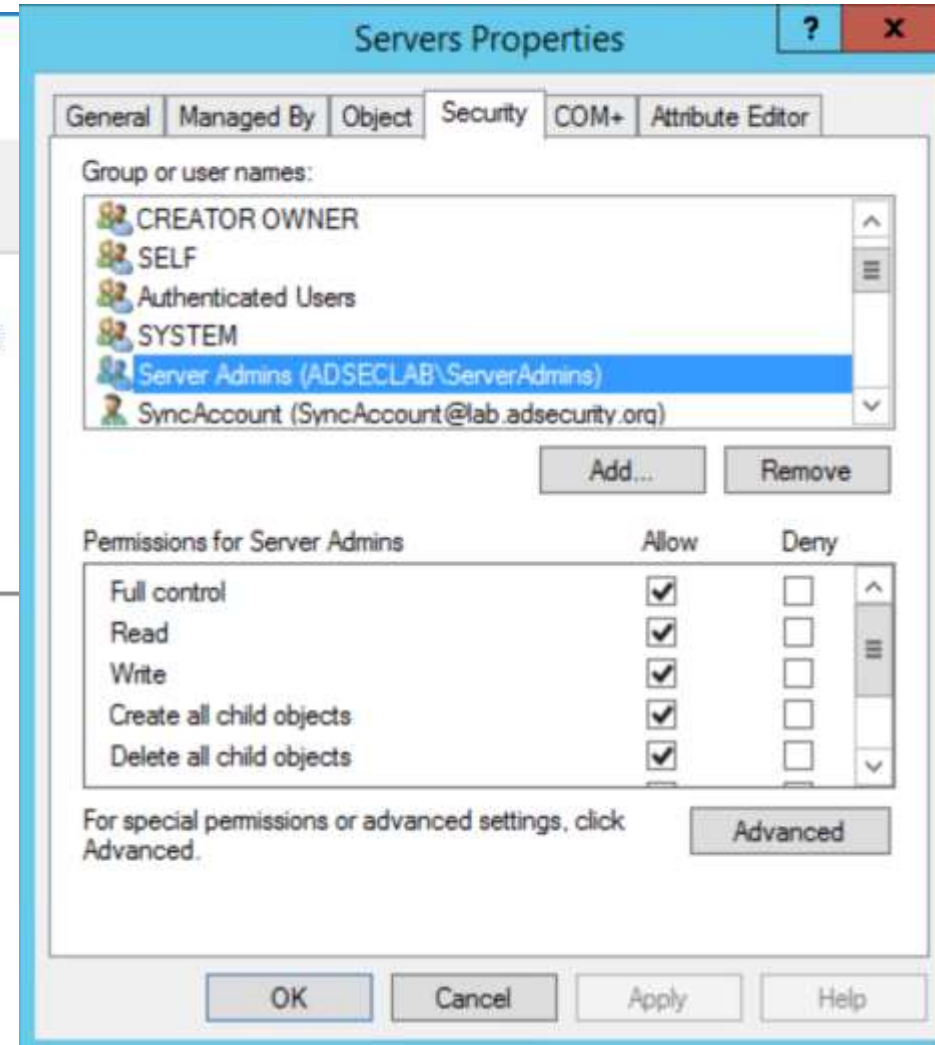 Servers Properties
? x
General Managed By Object Security COM+ Attribute Editor
Group or user names:
CREATOR OWNER
SELF
Authenticated Users
SYSTEM
Server Admins (ADSECLAB\ServerAdmins)
SyncAccount (SyncAccount@lab.adsecurity.org)
Add... Remove
Permissions for Server Admins Allow Deny
Full control
Read
Write
Create all child objects
Delete all child objects
For special permissions or advanced settings, click
Advanced.
Advanced
OK Cancel Apply Help